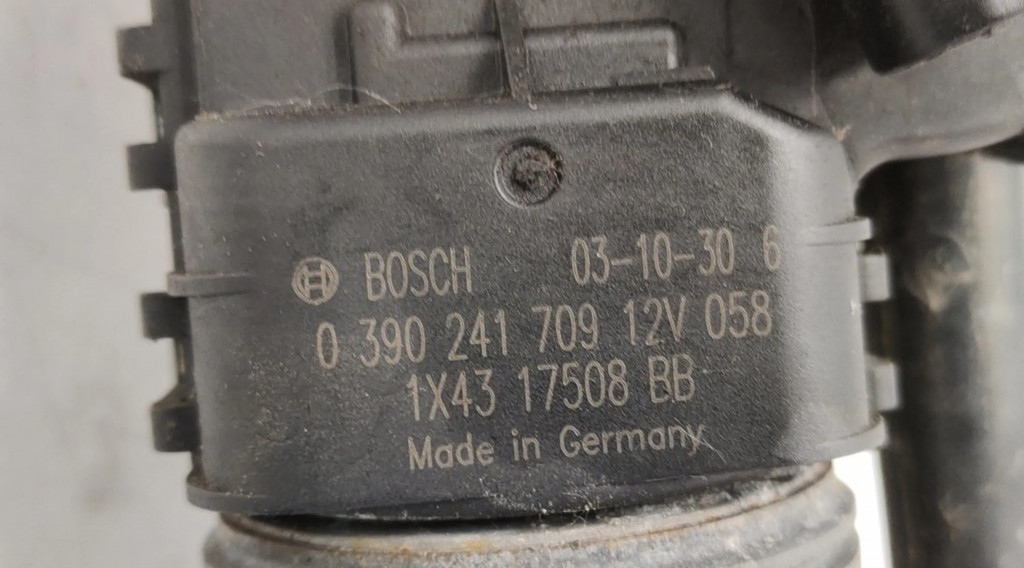 BOSCH 03-10-30 6
0 390 241 709 12V 058
1X43 17508 BB
Made in Germany